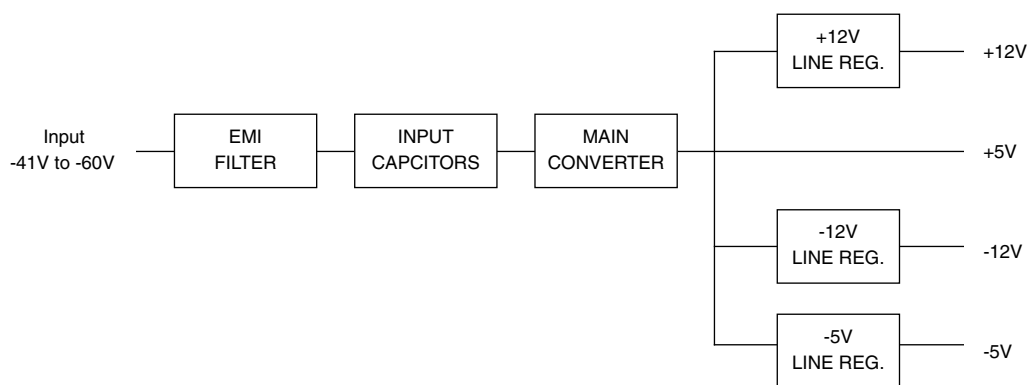 Input
-41V to -60V
EMI
FILTER
INPUT
CAPCITORS
MAIN
CONVERTER
+12V
LINE REG.
+12V
+5V
-12V
LINE REG.
-12V
-5V
LINE REG.
-5V